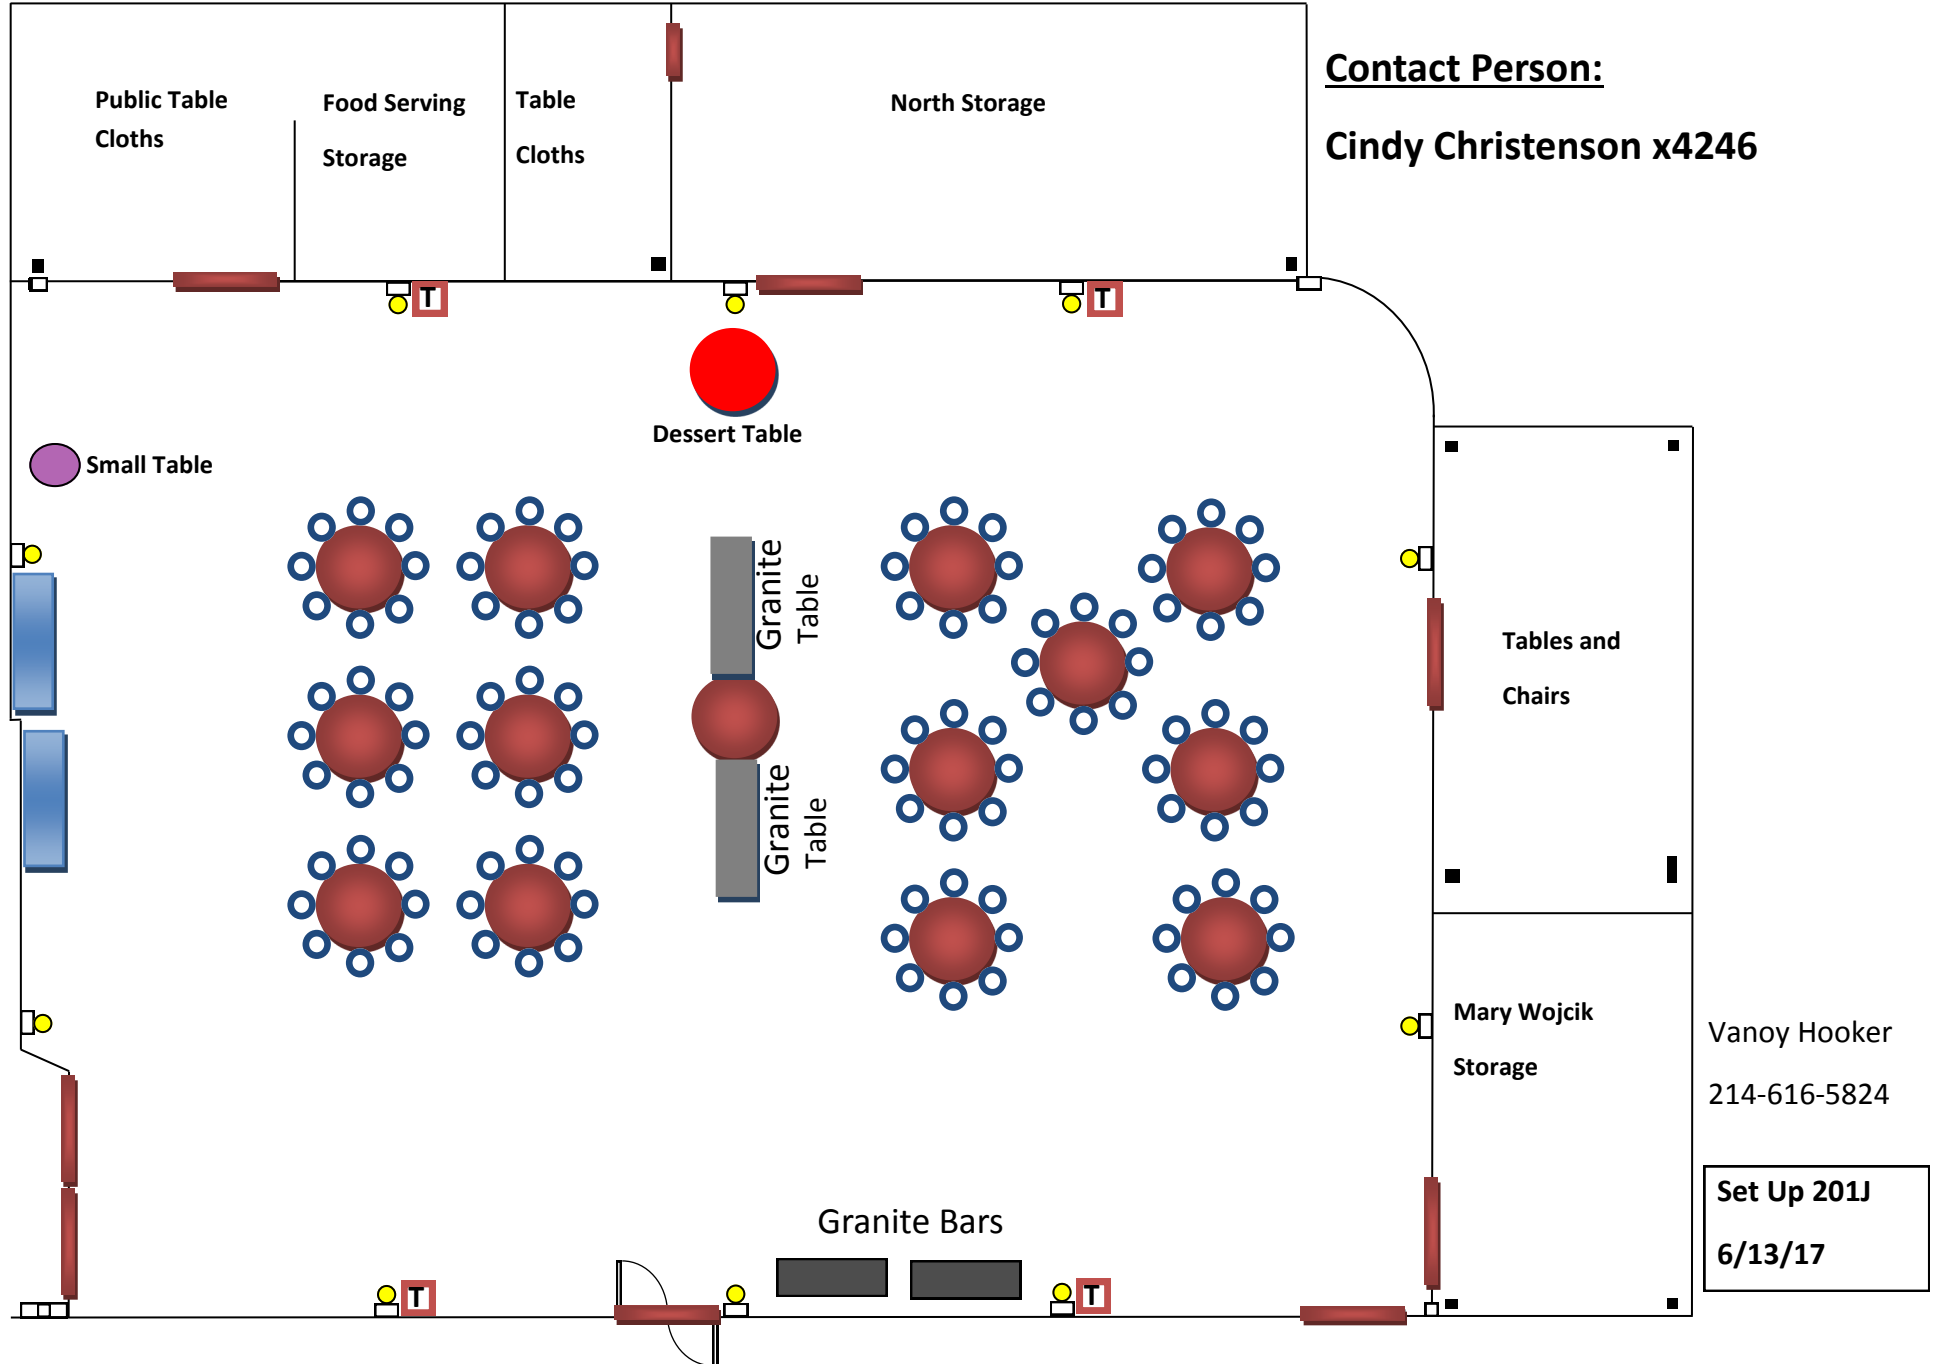 Contact Person:
Cindy Christenson x4246
Public Table
Cloths
Food Serving
Storage
Table
Cloths
North Storage
T
T
Dessert Table
Small Table
Granite
Table
Granite
Table
Tables and
Chairs
Mary Wojcik
Storage
Vanoy Hooker
214-616-5824
Set Up 201J
6/13/17
Granite Bars
T
T